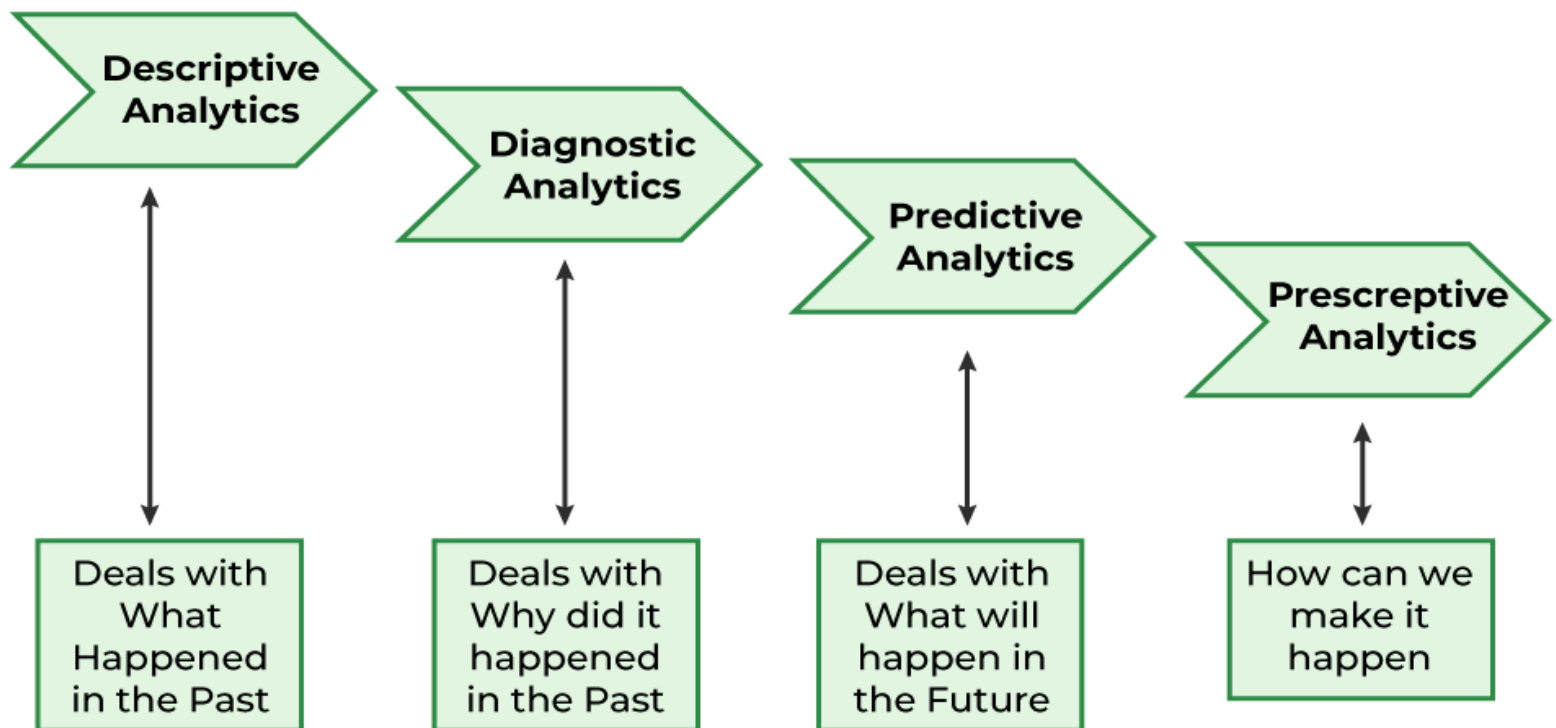 Descriptive
Analytics
Diagnostic
Analytics
Predictive
Analytics
Prescreptive
Analytics
Deals with
What
Happened
in the Past
Deals with
Why did it
happened
in the Past
Deals with
What will
happen in
the Future
How can we
make it
happen